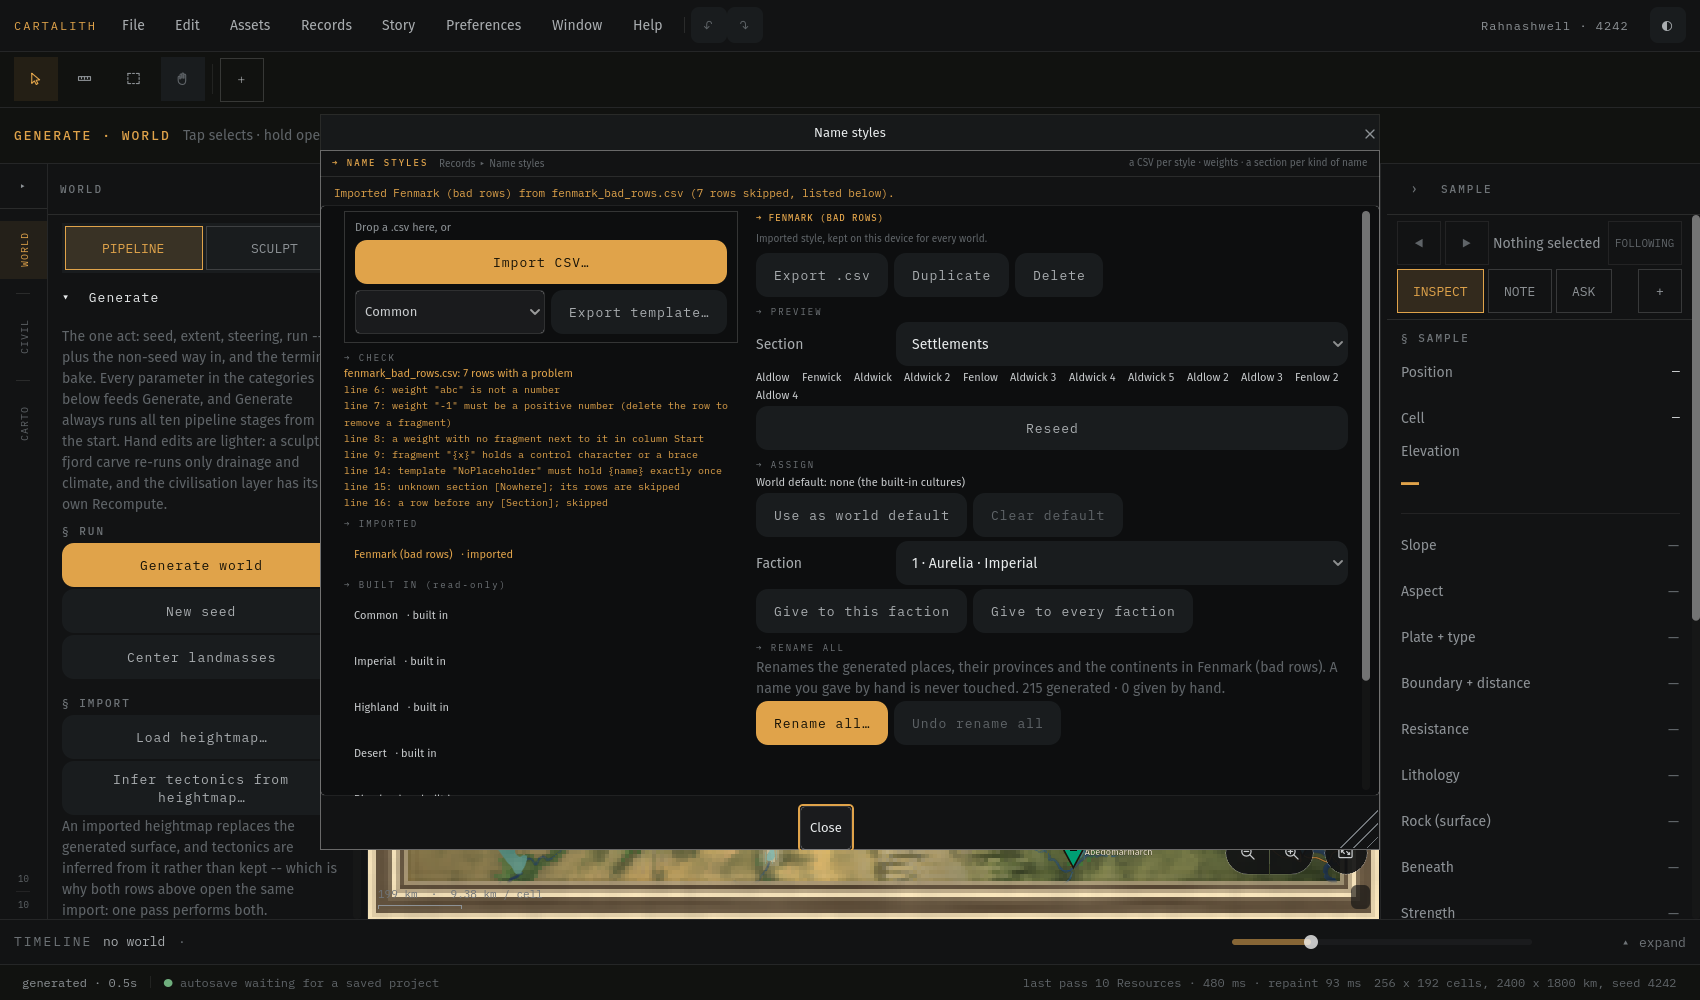 CARTALITH File Edit Assets Records Story Preferences Window Help Rahnashwell · 4242
+
GENERATE · WORLD Tap selects · hold ope
Name styles
→ NAME STYLES Records ▸ Name styles a CSV per style · weights · a section per kind of name
Imported Fenmark (bad rows) from fenmark_bad_rows.csv (7 rows skipped, listed below).
WORLD
CIVIL
CARTO
10
10
WORLD
PIPELINE SCULPT
▾ Generate
The one act: seed, extent, steering, run --
plus the non-seed way in, and the termin
bake. Every parameter in the categories
below feeds Generate, and Generate
always runs all ten pipeline stages from
the start. Hand edits are lighter: a sculpt
fjord carve re-runs only drainage and
climate, and the civilisation layer has its
own Recompute.
§ RUN
Generate world
New seed
Center landmasses
§ IMPORT
Load heightmap…
Infer tectonics from
heightmap…
An imported heightmap replaces the
generated surface, and tectonics are
inferred from it rather than kept -- which is
why both rows above open the same
import: one pass performs both.
Drop a .csv here, or
Import CSV…
Common Export template…
→ CHECK
fenmark_bad_rows.csv: 7 rows with a problem
line 6: weight "abc" is not a number
line 7: weight "-1" must be a positive number (delete the row to
remove a fragment)
line 8: a weight with no fragment next to it in column Start
line 9: fragment "{x}" holds a control character or a brace
line 14: template "NoPlaceholder" must hold {name} exactly once
line 15: unknown section [Nowhere]; its rows are skipped
line 16: a row before any [Section]; skipped
→ IMPORTED
Fenmark (bad rows) · imported
→ BUILT IN (read-only)
Common · built in
Imperial · built in
Highland · built in
Desert · built in
→ FENMARK (BAD ROWS)
Imported style, kept on this device for every world.
Export .csv Duplicate Delete
→ PREVIEW
Section Settlements
Aldlow Fenwick Aldwick Aldwick 2 Fenlow Aldwick 3 Aldwick 4 Aldwick 5 Aldlow 2 Aldlow 3 Fenlow 2
Aldlow 4
Reseed
→ ASSIGN
World default: none (the built-in cultures)
Use as world default Clear default
Faction 1 · Aurelia · Imperial
Give to this faction Give to every faction
→ RENAME ALL
Renames the generated places, their provinces and the continents in Fenmark (bad rows). A
name you gave by hand is never touched. 215 generated · 0 given by hand.
Rename all… Undo rename all
Close
Abedomarmarch
199 km · 9.38 km / cell
› SAMPLE
◀ ▶ Nothing selected FOLLOWING
INSPECT NOTE ASK +
§ SAMPLE
Position —
Cell —
Elevation
—
Slope —
Aspect —
Plate + type —
Boundary + distance —
Resistance —
Lithology —
Rock (surface) —
Beneath —
Strength —
TIMELINE no world · ▴ expand
generated · 0.5s autosave waiting for a saved project last pass 10 Resources · 480 ms · repaint 93 ms 256 x 192 cells, 2400 x 1800 km, seed 4242